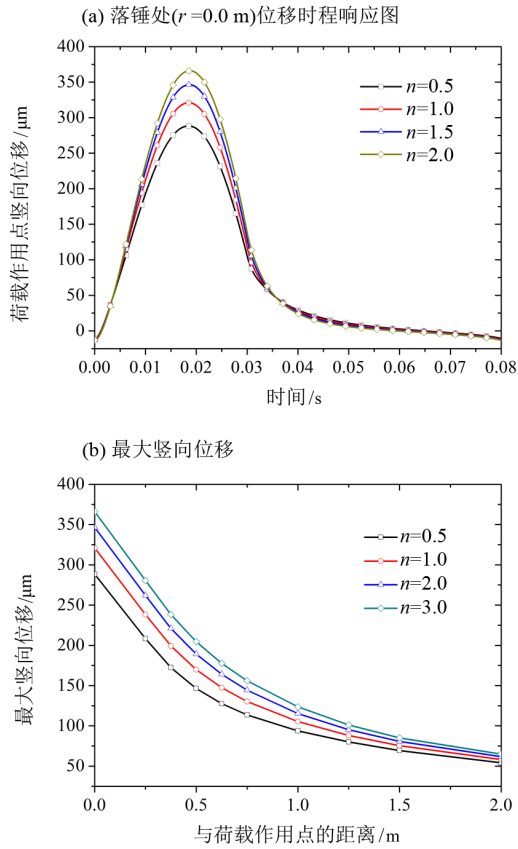 (a) 落锤处(r =0.0 m)位移时程响应图
400
350
300
250
200
150
100
50
0
荷载作用点竖向位移/μm
n=0.5
n=1.0
n=1.5
n=2.0
0.00 0.01 0.02 0.03 0.04 0.05 0.06 0.07 0.08
时间/s
(b) 最大竖向位移
400
350
300
250
200
150
100
50
最大竖向位移/μm
n=0.5
n=1.0
n=2.0
n=3.0
0.0 0.5 1.0 1.5 2.0
与荷载作用点的距离/m